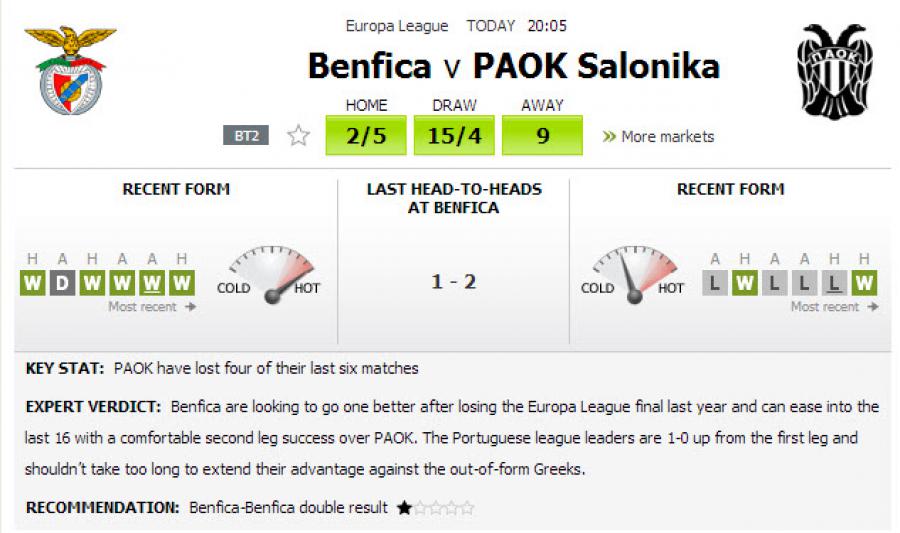 Europa League TODAY 20:05
Benfica v PAOK Salonika
HOME DRAW AWAY
BT2 2/5 15/4 9 » More markets
RECENT FORM
H A H A A H
W D W W W W
Most recent →
COLD HOT
LAST HEAD-TO-HEADS
AT BENFICA
1 - 2
RECENT FORM
COLD HOT
A H A A H H
L W L L L W
Most recent →
KEY STAT: PAOK have lost four of their last six matches
EXPERT VERDICT: Benfica are looking to go one better after losing the Europa League final last year and can ease into the
last 16 with a comfortable second leg success over PAOK. The Portuguese league leaders are 1-0 up from the first leg and
shouldn't take too long to extend their advantage against the out-of-form Greeks.
RECOMMENDATION: Benfica-Benfica double result
ΠΑΟΚ